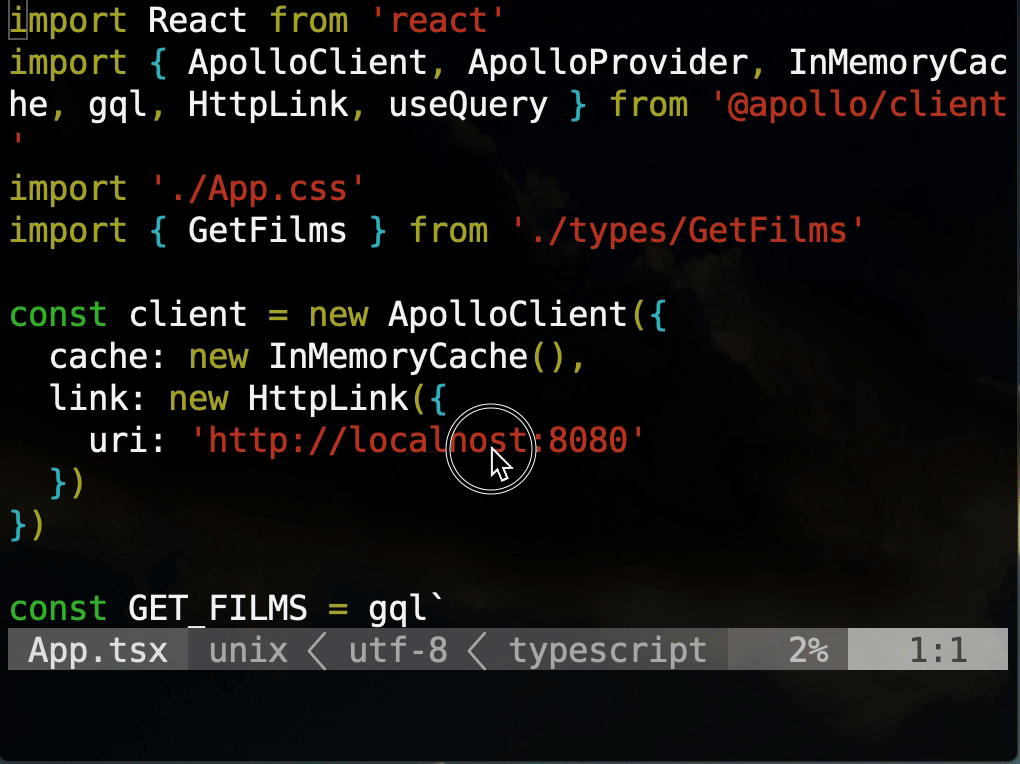 import React from 'react'
import { ApolloClient, ApolloProvider, InMemoryCac
he, gql, HttpLink, useQuery } from '@apollo/client
'
import './App.css'
import { GetFilms } from './types/GetFilms'
const client = new ApolloClient({
  cache: new InMemoryCache(),
  link: new HttpLink({
    uri: 'http://localhost:8080'
  })
})
const GET_FILMS = gql`
App.tsx unix < utf-8 < typescript 2% 1:1